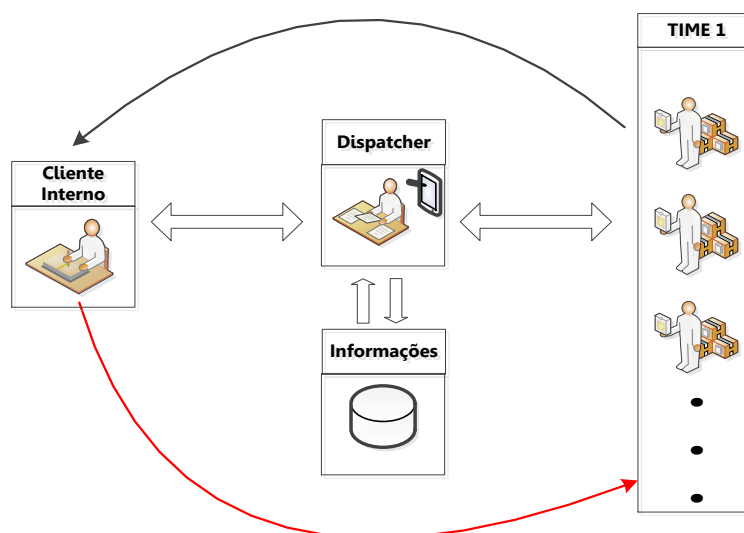 TIME 1
Dispatcher
Cliente
Interno
Informações